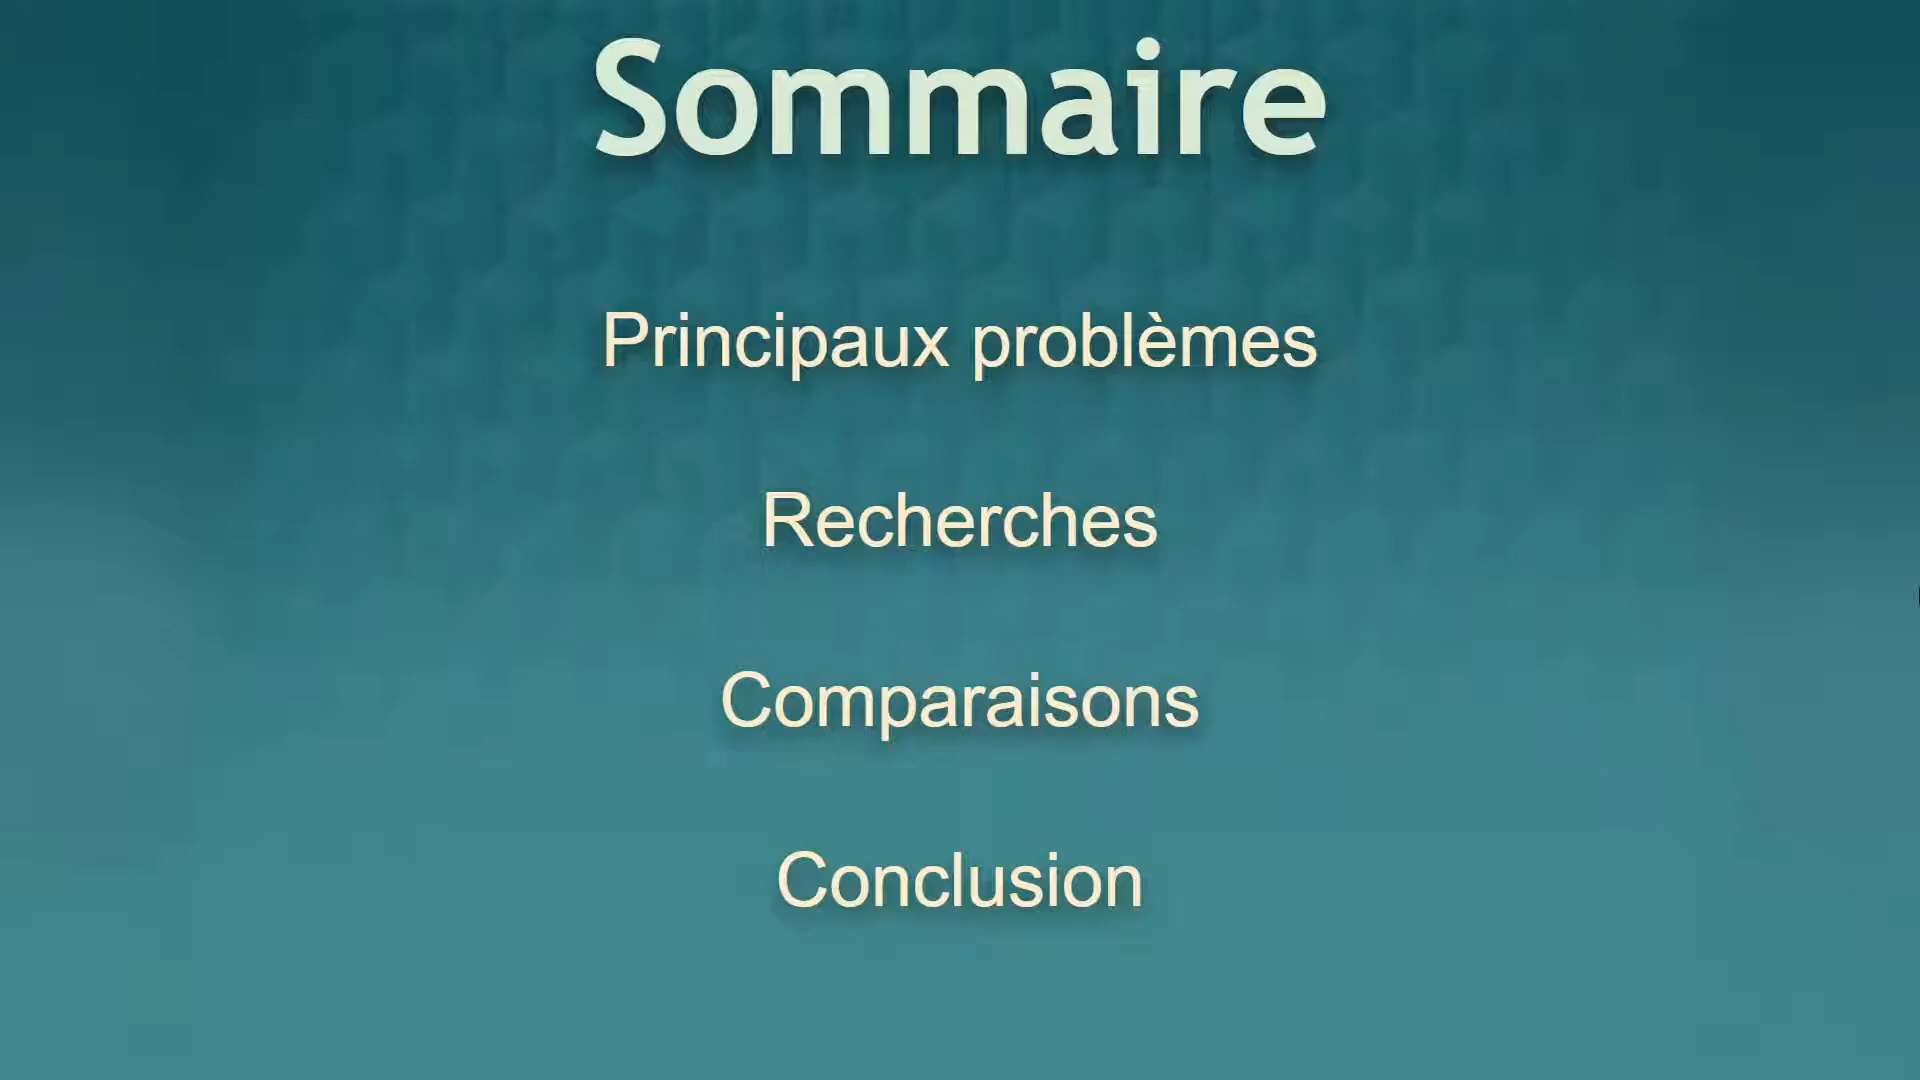 Sommaire
Principaux problèmes
Recherches
Comparaisons
Conclusion